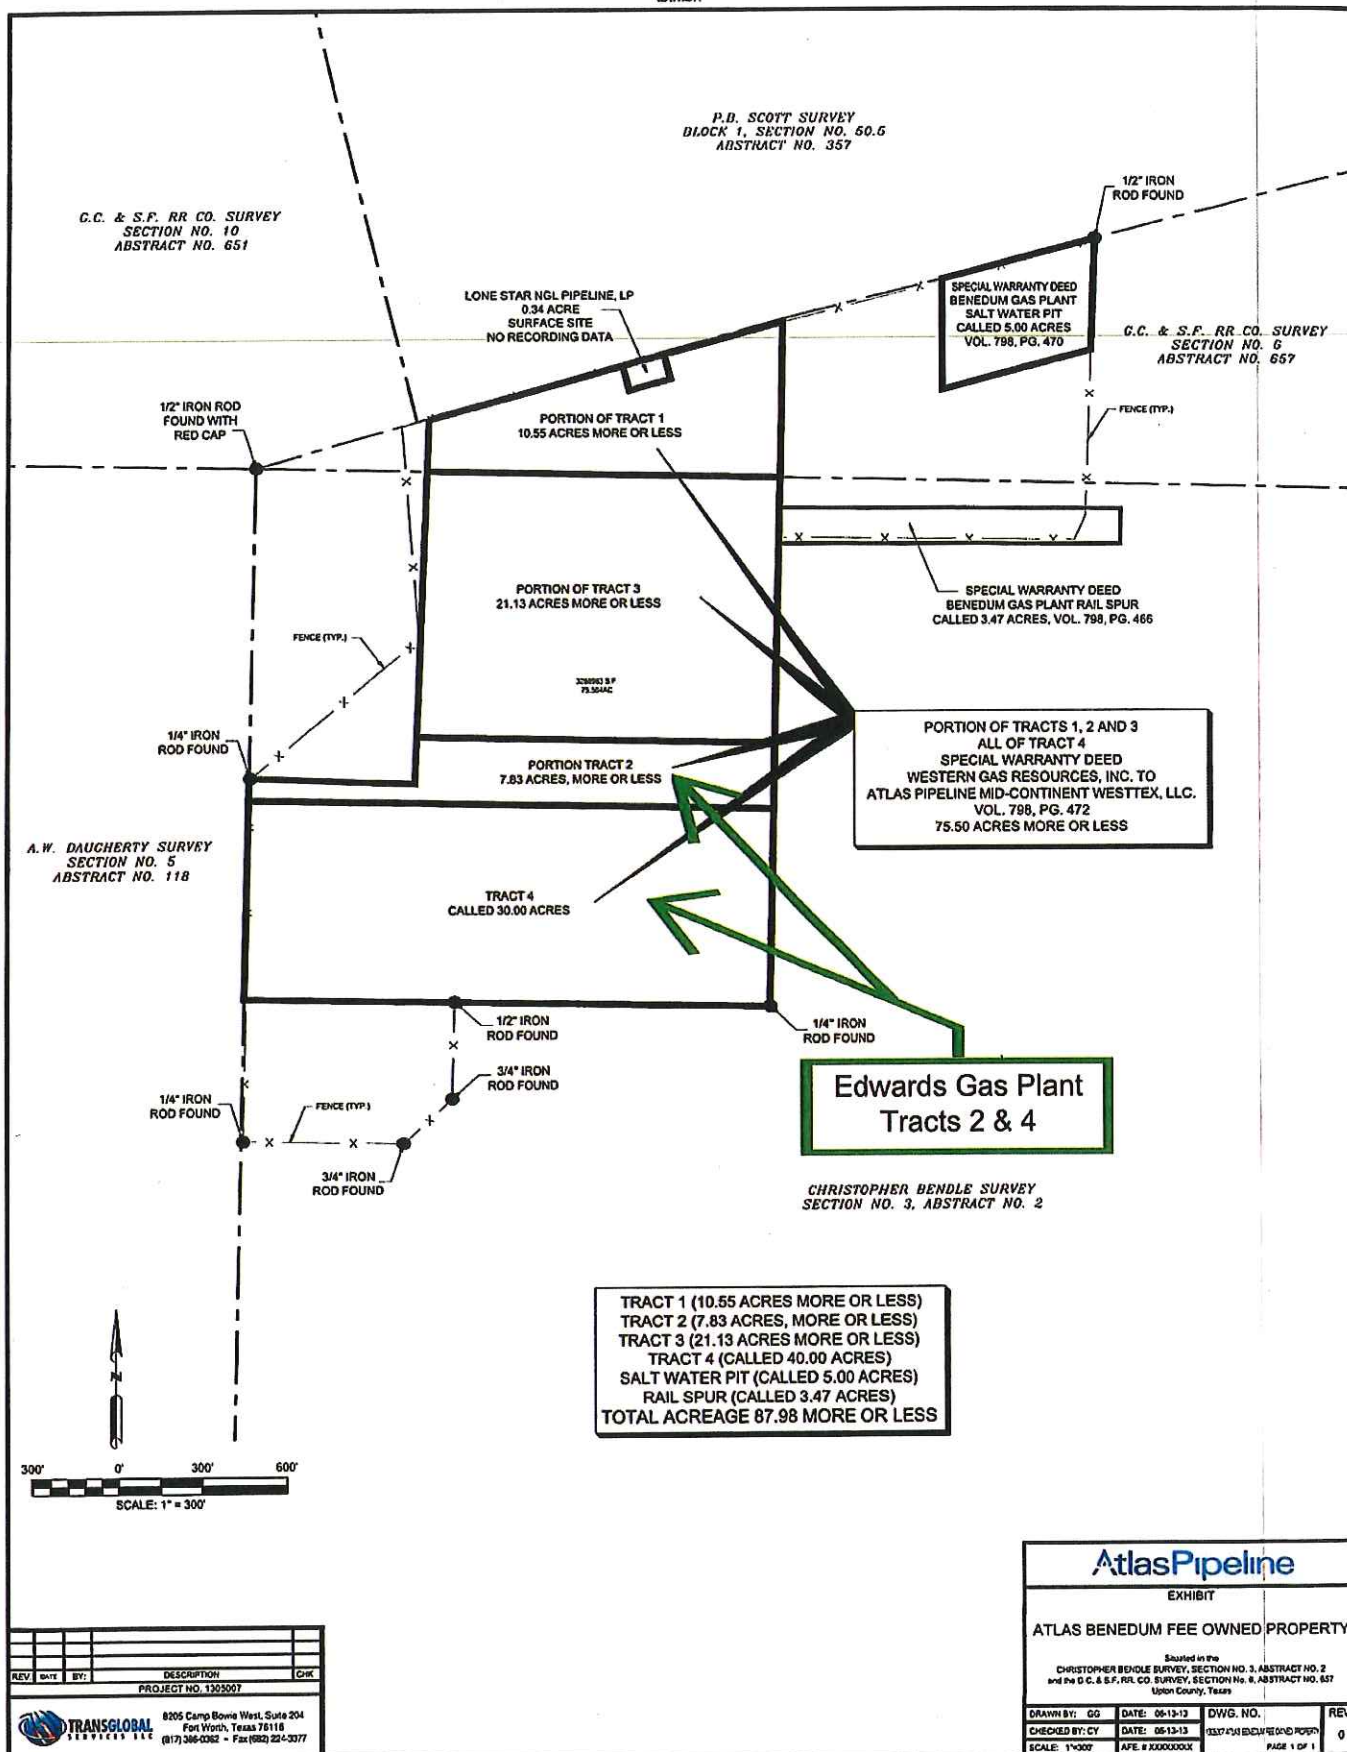 P.D. SCOTT SURVEY
BLOCK 1, SECTION NO. 50.5
ABSTRACT NO. 357
1/2" IRON
ROD FOUND
G.C. & S.F. RR CO. SURVEY
SECTION NO. 10
ABSTRACT NO. 651
LONE STAR NGL PIPELINE, LP
0.34 ACRE
SURFACE SITE
NO RECORDING DATA
SPECIAL WARRANTY DEED
BENEDUM GAS PLANT
SALT WATER PIT
CALLED 5.00 ACRES
VOL. 798, PG. 470
G.C. & S.F. RR CO. SURVEY
SECTION NO. 6
ABSTRACT NO. 657
1/2" IRON ROD
FOUND WITH
RED CAP
PORTION OF TRACT 1
10.55 ACRES MORE OR LESS
FENCE (TYP.)
PORTION OF TRACT 3
21.13 ACRES MORE OR LESS
SPECIAL WARRANTY DEED
BENEDUM GAS PLANT RAIL SPUR
CALLED 3.47 ACRES, VOL. 798, PG. 466
FENCE (TYP.)
1/4" IRON
ROD FOUND
PORTION TRACT 2
7.83 ACRES, MORE OR LESS
PORTION OF TRACTS 1, 2 AND 3
ALL OF TRACT 4
SPECIAL WARRANTY DEED
WESTERN GAS RESOURCES, INC. TO
ATLAS PIPELINE MID-CONTINENT WESTTEX, LLC.
VOL. 798, PG. 472
75.50 ACRES MORE OR LESS
A.W. DAUGHERTY SURVEY
SECTION NO. 5
ABSTRACT NO. 118
TRACT 4
CALLED 30.00 ACRES
1/2" IRON
ROD FOUND
1/4" IRON
ROD FOUND
3/4" IRON
ROD FOUND
1/4" IRON
ROD FOUND
FENCE (TYP.)
3/4" IRON
ROD FOUND
Edwards Gas Plant
Tracts 2 & 4
CHRISTOPHER BENDLE SURVEY
SECTION NO. 3, ABSTRACT NO. 2
TRACT 1 (10.55 ACRES MORE OR LESS)
TRACT 2 (7.83 ACRES, MORE OR LESS)
TRACT 3 (21.13 ACRES MORE OR LESS)
TRACT 4 (CALLED 40.00 ACRES)
SALT WATER PIT (CALLED 5.00 ACRES)
RAIL SPUR (CALLED 3.47 ACRES)
TOTAL ACREAGE 87.98 MORE OR LESS
N
300' 0' 300' 600'
SCALE: 1" = 300'
AtlasPipeline
EXHIBIT
ATLAS BENEDUM FEE OWNED PROPERTY
Situated in the
CHRISTOPHER BENDLE SURVEY, SECTION NO. 3, ABSTRACT NO. 2
and the G.C. & S.F. RR. CO. SURVEY, SECTION No. 6, ABSTRACT NO. 657
Upton County, Texas
DRAWN BY: GG DATE: 06-13-13 DWG. NO. REV
CHECKED BY: CY DATE: 06-13-13 0
SCALE: 1"=300' AFE. # XXXXXXXX PAGE 1 OF 1
REV. DATE BY: DESCRIPTION CHK
PROJECT NO. 1305007
TRANSGLOBAL
SERVICES LLC
8205 Camp Bowie West, Suite 204
Fort Worth, Texas 76116